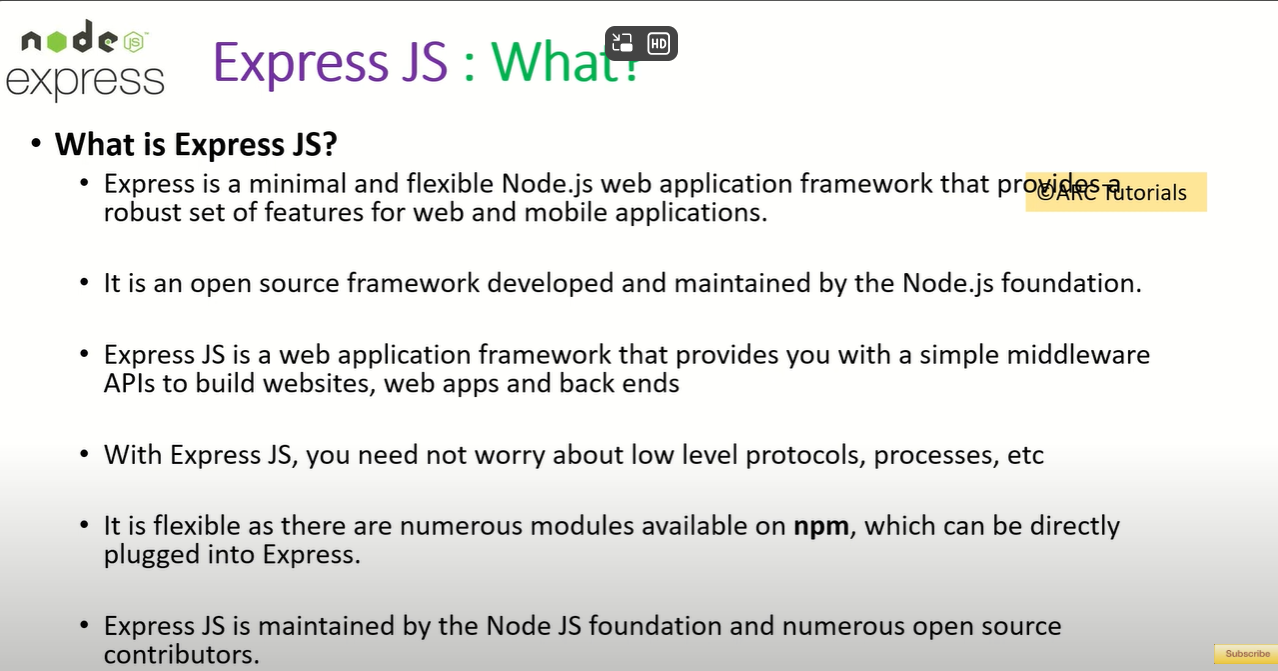 node JS
express
Express JS : What?
HD
• What is Express JS?
• Express is a minimal and flexible Node.js web application framework that provides a
©ARC Tutorials
robust set of features for web and mobile applications.
• It is an open source framework developed and maintained by the Node.js foundation.
• Express JS is a web application framework that provides you with a simple middleware
APIs to build websites, web apps and back ends
• With Express JS, you need not worry about low level protocols, processes, etc
• It is flexible as there are numerous modules available on npm, which can be directly
plugged into Express.
• Express JS is maintained by the Node JS foundation and numerous open source
contributors.
Subscribe